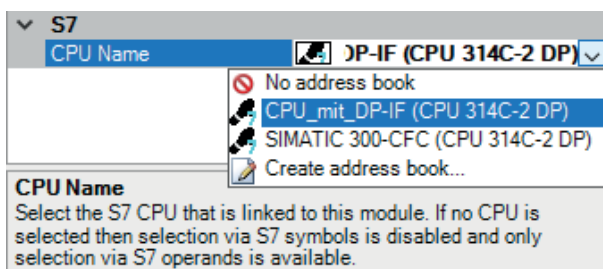 S7
CPU Name DP-IF (CPU 314C-2 DP)
No address book
CPU_mit_DP-IF (CPU 314C-2 DP)
SIMATIC 300-CFC (CPU 314C-2 DP)
Create address book...
CPU Name
Select the S7 CPU that is linked to this module. If no CPU is
selected then selection via S7 symbols is disabled and only
selection via S7 operands is available.